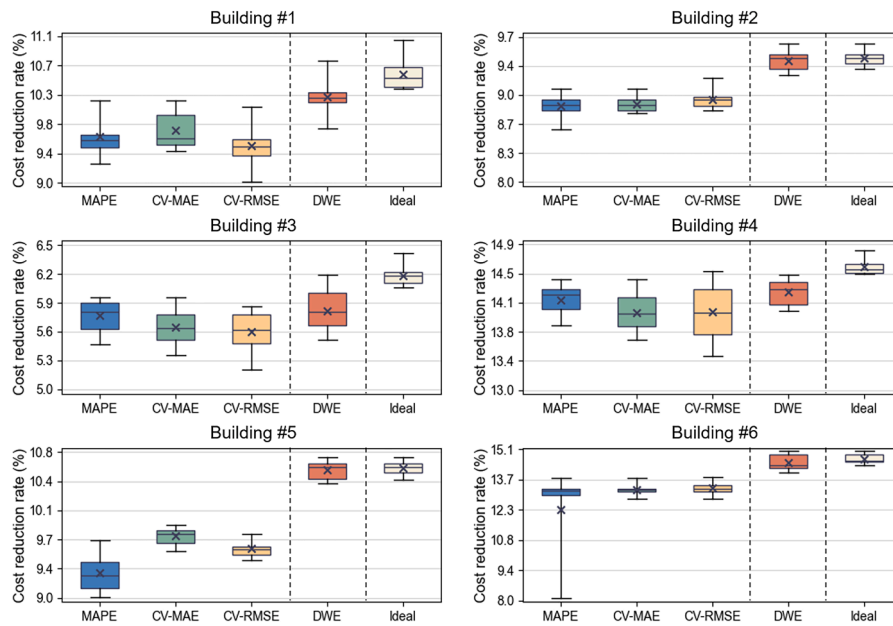 Building #1
Cost reduction rate (%)
11.1
10.7
10.3
9.8
9.4
9.0
MAPE CV-MAE CV-RMSE DWE Ideal
Building #2
Cost reduction rate (%)
9.7
9.4
9.0
8.7
8.3
8.0
MAPE CV-MAE CV-RMSE DWE Ideal
Building #3
Cost reduction rate (%)
6.5
6.2
5.9
5.6
5.3
5.0
MAPE CV-MAE CV-RMSE DWE Ideal
Building #4
Cost reduction rate (%)
14.9
14.5
14.1
13.8
13.4
13.0
MAPE CV-MAE CV-RMSE DWE Ideal
Building #5
Cost reduction rate (%)
10.8
10.4
10.1
9.7
9.4
9.0
MAPE CV-MAE CV-RMSE DWE Ideal
Building #6
Cost reduction rate (%)
15.1
13.7
12.3
10.8
9.4
8.0
MAPE CV-MAE CV-RMSE DWE Ideal